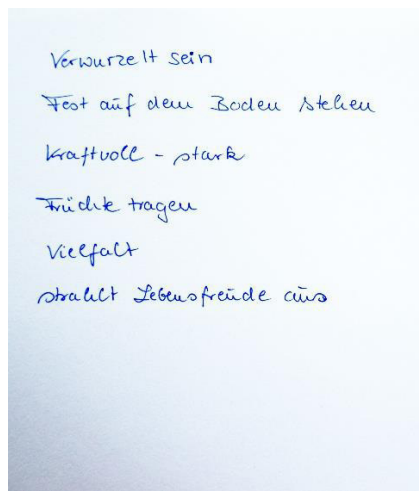 Verwurzelt sein
Fest auf dem Boden stehen
Kraftvoll - stark
Früchte tragen
Vielfalt
strahlt Lebensfreude aus